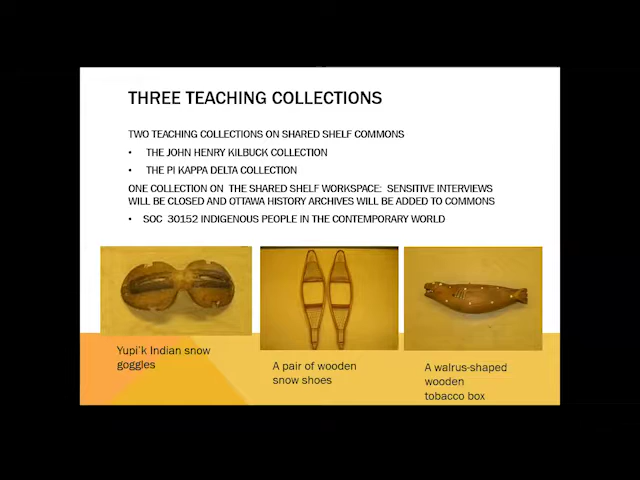 THREE TEACHING COLLECTIONS
TWO TEACHING COLLECTIONS ON SHARED SHELF COMMONS
• THE JOHN HENRY KILBUCK COLLECTION
• THE PI KAPPA DELTA COLLECTION
ONE COLLECTION ON THE SHARED SHELF WORKSPACE: SENSITIVE INTERVIEWS
WILL BE CLOSED AND OTTAWA HISTORY ARCHIVES WILL BE ADDED TO COMMONS
• SOC 30152 INDIGENOUS PEOPLE IN THE CONTEMPORARY WORLD
Yupi'k Indian snow
goggles
A pair of wooden
snow shoes
A walrus-shaped
wooden
tobacco box